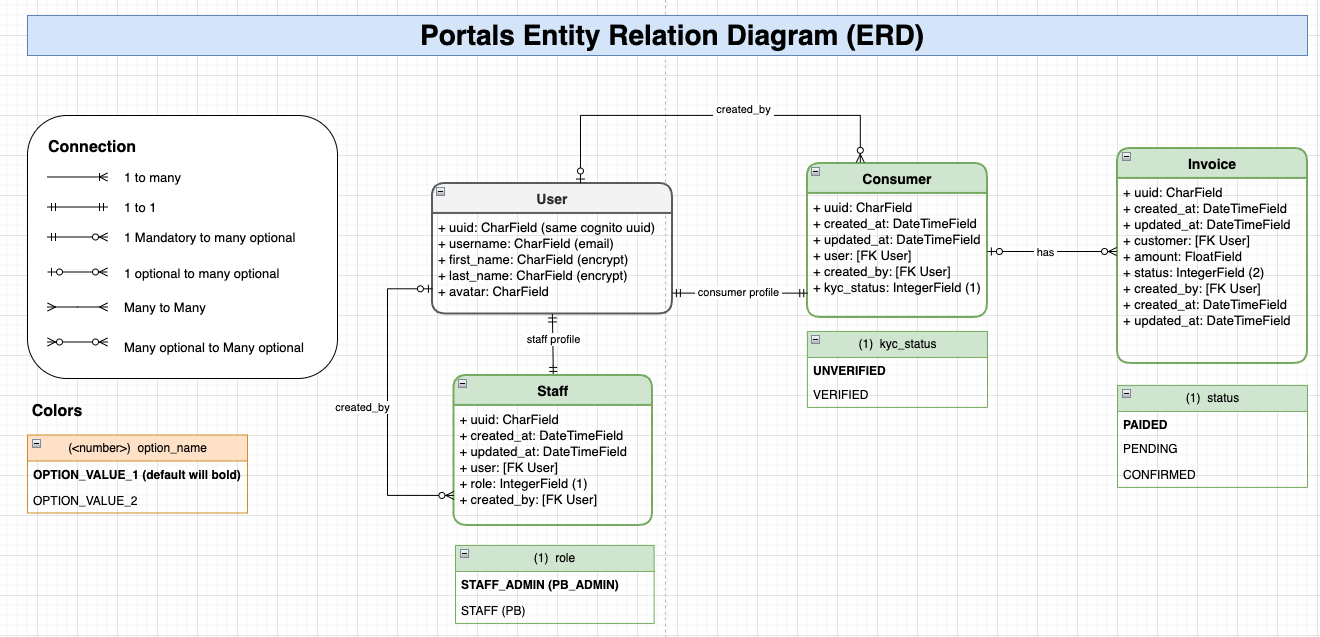 Portals Entity Relation Diagram (ERD)
Connection
1 to many
1 to 1
1 Mandatory to many optional
1 optional to many optional
Many to Many
Many optional to Many optional
Colors
(<number>) option_name
OPTION_VALUE_1 (default will bold)
OPTION_VALUE_2
created_by
User
+ uuid: CharField (same cognito uuid)
+ username: CharField (email)
+ first_name: CharField (encrypt)
+ last_name: CharField (encrypt)
+ avatar: CharField
consumer profile
staff profile
created_by
Staff
+ uuid: CharField
+ created_at: DateTimeField
+ updated_at: DateTimeField
+ user: [FK User]
+ role: IntegerField (1)
+ created_by: [FK User]
(1) role
STAFF_ADMIN (PB_ADMIN)
STAFF (PB)
Consumer
+ uuid: CharField
+ created_at: DateTimeField
+ updated_at: DateTimeField
+ user: [FK User]
+ created_by: [FK User]
+ kyc_status: IntegerField (1)
(1) kyc_status
UNVERIFIED
VERIFIED
has
Invoice
+ uuid: CharField
+ created_at: DateTimeField
+ updated_at: DateTimeField
+ customer: [FK User]
+ amount: FloatField
+ status: IntegerField (2)
+ created_by: [FK User]
+ created_at: DateTimeField
+ updated_at: DateTimeField
(1) status
PAIDED
PENDING
CONFIRMED